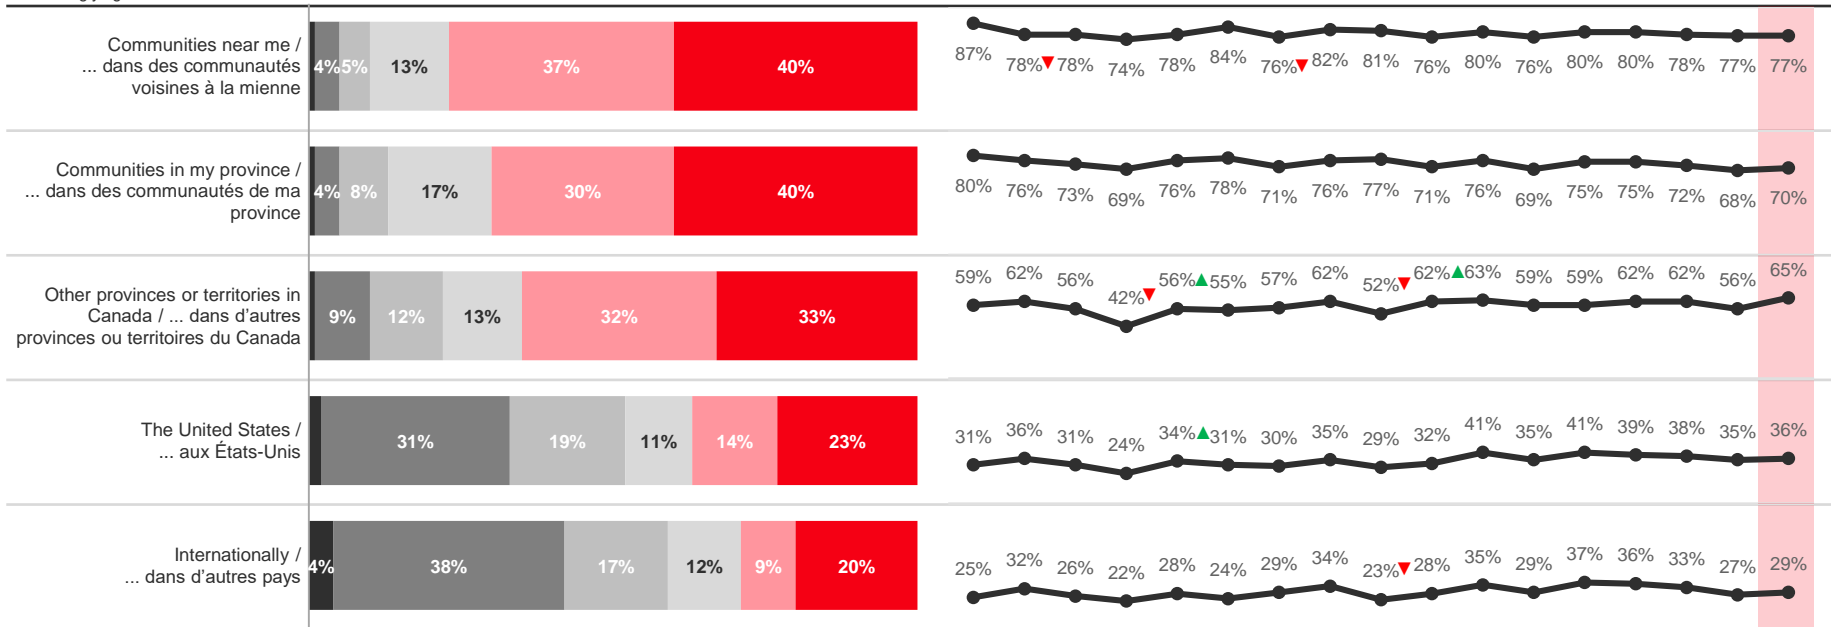 Communities near me /
... dans des communautés
voisines à la mienne
4% 5% 13% 37% 40%
87% 78% 78% 74% 78% 84% 76% 82% 81% 76% 80% 76% 80% 80% 78% 77% 77%
Communities in my province /
... dans des communautés de ma
province
4% 8% 17% 30% 40%
80% 76% 73% 69% 76% 78% 71% 76% 77% 71% 76% 69% 75% 75% 72% 68% 70%
Other provinces or territories in
Canada / ... dans d'autres
provinces ou territoires du Canada
9% 12% 13% 32% 33%
59% 62% 56% 42% 56% 55% 57% 62% 52% 62% 63% 59% 59% 62% 62% 56% 65%
The United States /
... aux États-Unis
31% 19% 11% 14% 23%
31% 36% 31% 24% 34% 31% 30% 35% 29% 32% 41% 35% 41% 39% 38% 35% 36%
Internationally /
... dans d'autres pays
4% 38% 17% 12% 9% 20%
25% 32% 26% 22% 28% 24% 29% 34% 23% 28% 35% 29% 37% 36% 33% 27% 29%